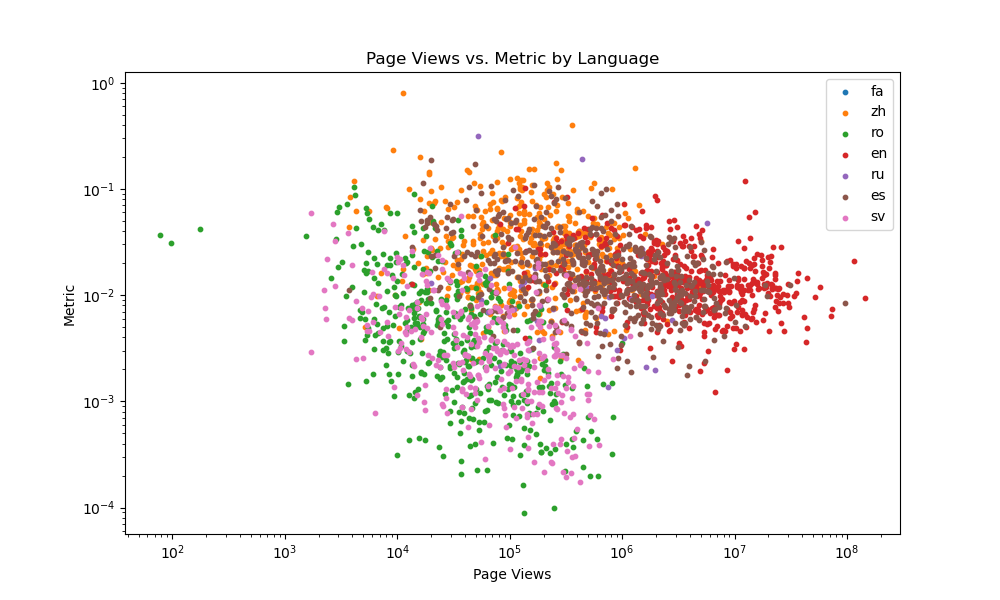 Page Views vs. Metric by Language
10⁰
10⁻¹
10⁻²
10⁻³
10⁻⁴
Metric
fa
zh
ro
en
ru
es
sv
10² 10³ 10⁴ 10⁵ 10⁶ 10⁷ 10⁸
Page Views